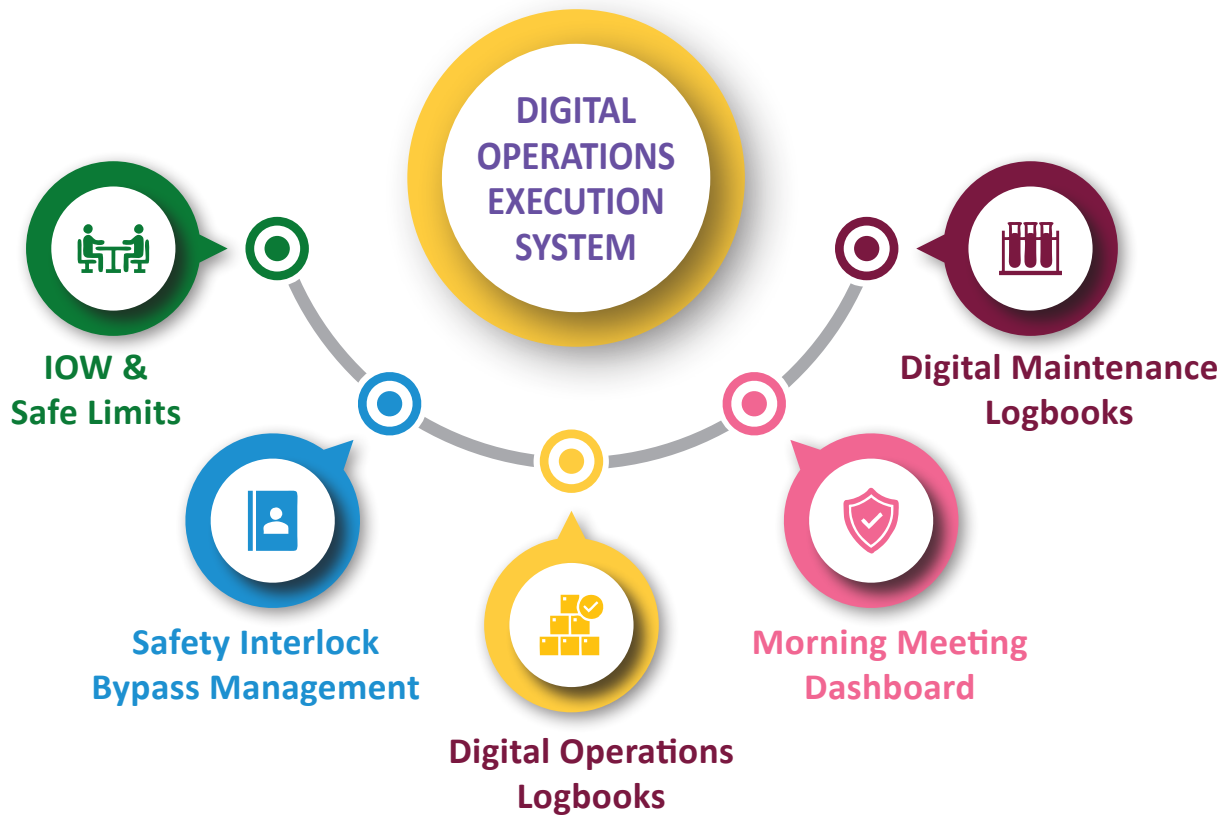 DIGITAL
OPERATIONS
EXECUTION
SYSTEM
IOW &
Safe Limits
Safety Interlock
Bypass Management
Digital Operations
Logbooks
Morning Meeting
Dashboard
Digital Maintenance
Logbooks